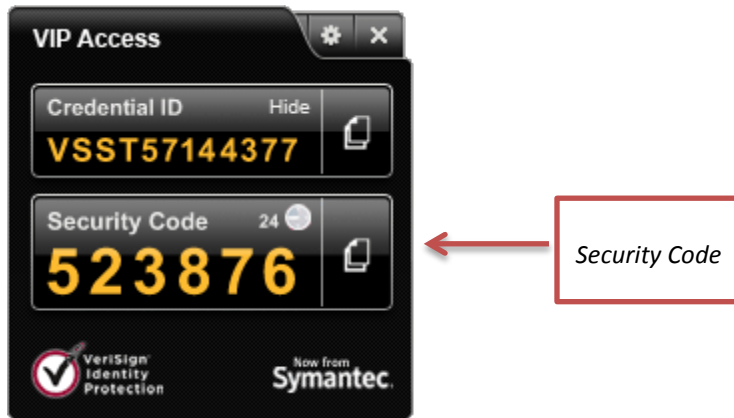 VIP Access
Credential ID Hide
VSST57144377
Security Code 24
523876
Security Code
VeriSign
Identity
Protection
Now from
Symantec.